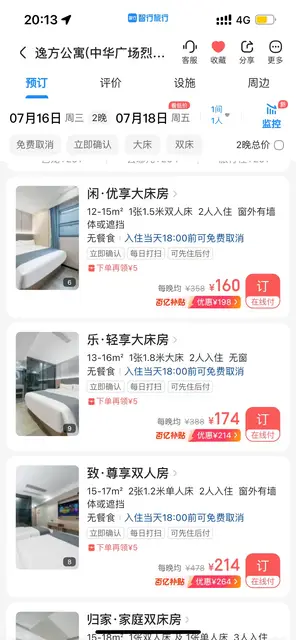 20:13
智行旅行
4G
逸方公寓(中华广场烈...
客服
收藏
分享
更多
预订
评价
设施
周边
最低价
07月16日 周三 2晚 07月18日 周五
1间
1人
监控
免费取消 立即确认 大床 双床 2晚总价
闲·优享大床房
12-15m² 1张1.5米双人床 2人入住 窗外有墙
体或遮挡
无餐食 入住当天18:00前可免费取消
立即确认 每日打扫 可先住后付
下单再领¥5
6
每晚均 ¥358 ¥160
百亿补贴 优惠¥198
订
在线付
乐·轻享大床房
13-16m² 1张1.8米大床 2人入住 无窗
无餐食 入住当天18:00前可免费取消
立即确认 每日打扫 可先住后付
下单再领¥5
9
每晚均 ¥388 ¥174
百亿补贴 优惠¥214
订
在线付
致·尊享双人房
15-17m² 2张1.2米单人床 2人入住 窗外有墙
体或遮挡
无餐食 入住当天18:00前可免费取消
立即确认 每日打扫 可先住后付
下单再领¥5
8
每晚均 ¥478 ¥214
百亿补贴 优惠¥264
订
在线付
归家·家庭双床房